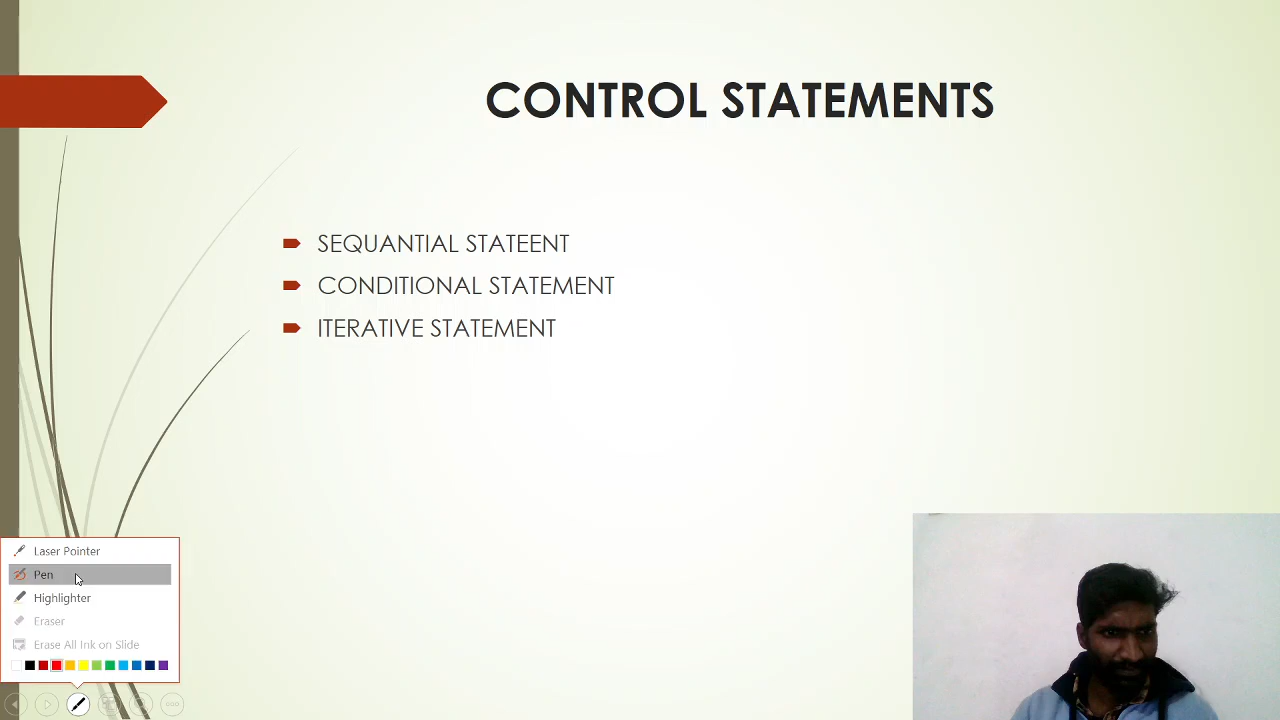 CONTROL STATEMENTS
SEQUANTIAL STATEENT
CONDITIONAL STATEMENT
ITERATIVE STATEMENT
Laser Pointer
Pen
Highlighter
Eraser
Erase All Ink on Slide